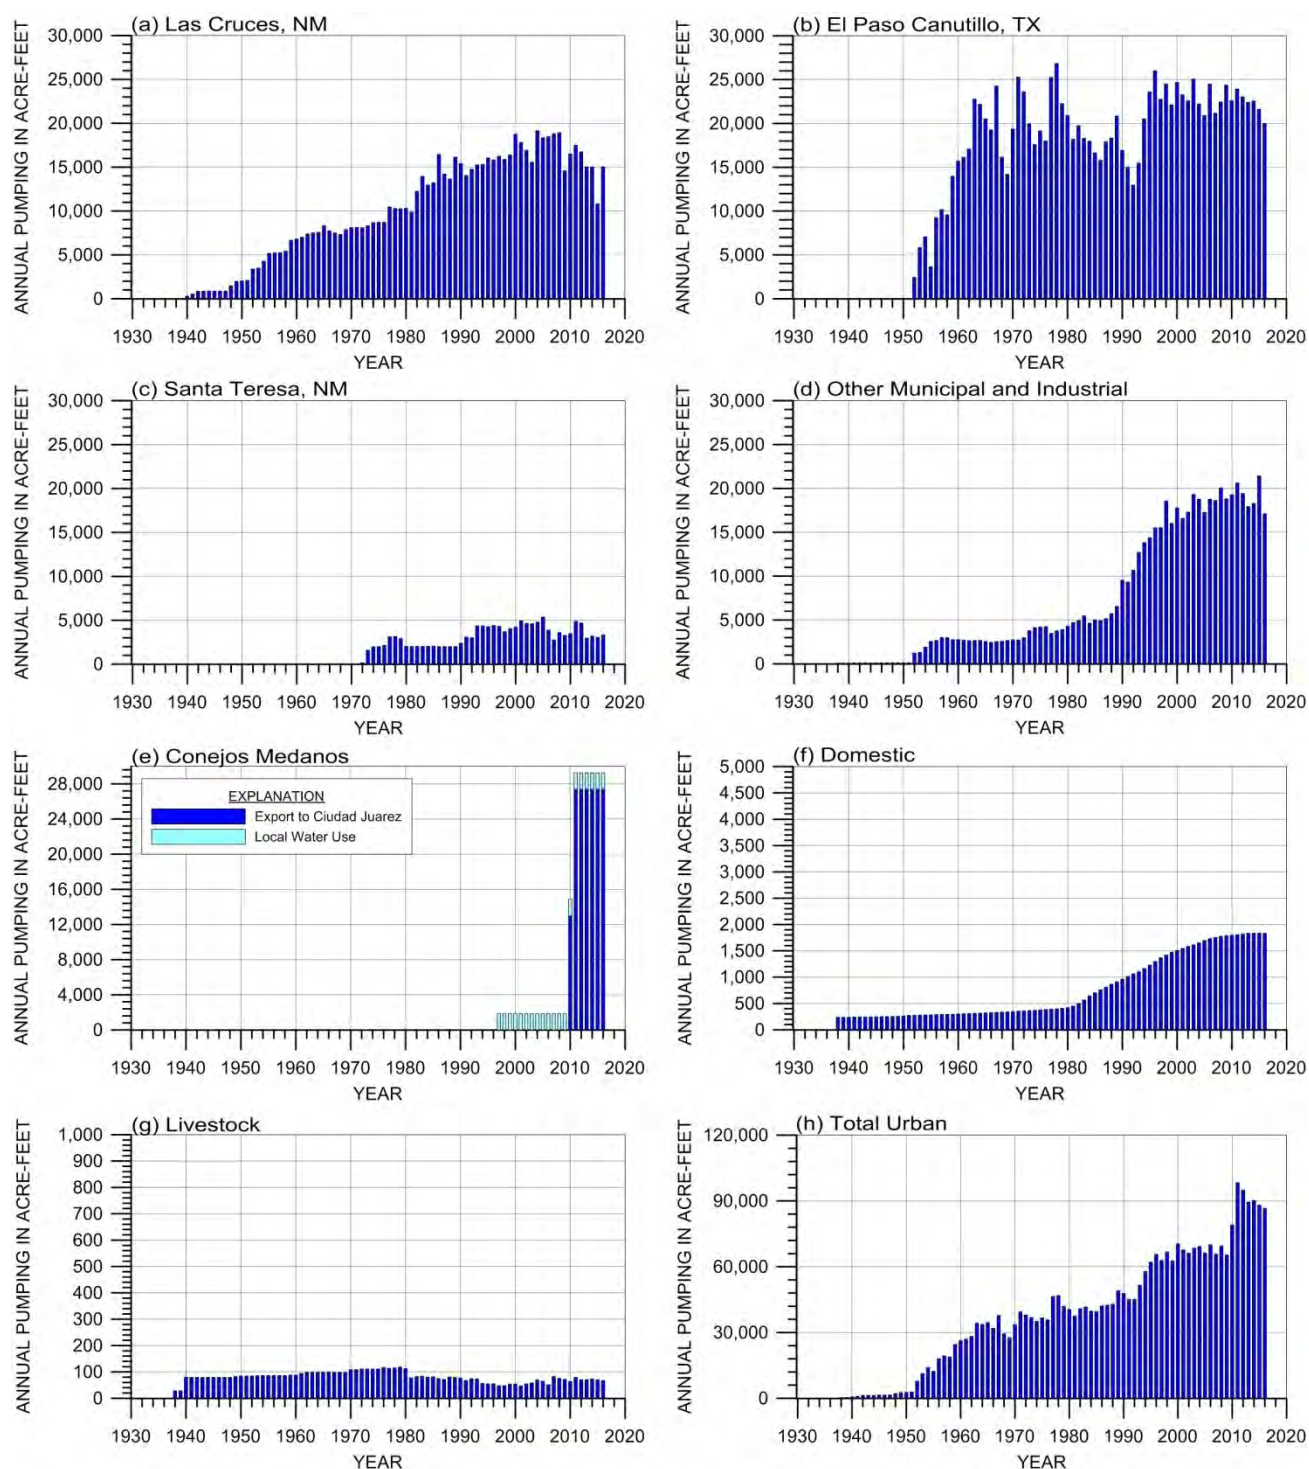 (a) Las Cruces, NM
ANNUAL PUMPING IN ACRE-FEET
30,000
25,000
20,000
15,000
10,000
5,000
0
1930 1940 1950 1960 1970 1980 1990 2000 2010 2020
YEAR
(b) El Paso Canutillo, TX
ANNUAL PUMPING IN ACRE-FEET
30,000
25,000
20,000
15,000
10,000
5,000
0
1930 1940 1950 1960 1970 1980 1990 2000 2010 2020
YEAR
(c) Santa Teresa, NM
ANNUAL PUMPING IN ACRE-FEET
30,000
25,000
20,000
15,000
10,000
5,000
0
1930 1940 1950 1960 1970 1980 1990 2000 2010 2020
YEAR
(d) Other Municipal and Industrial
ANNUAL PUMPING IN ACRE-FEET
30,000
25,000
20,000
15,000
10,000
5,000
0
1930 1940 1950 1960 1970 1980 1990 2000 2010 2020
YEAR
(e) Conejos Medanos
ANNUAL PUMPING IN ACRE-FEET
28,000
24,000
20,000
16,000
12,000
8,000
4,000
0
EXPLANATION
Export to Ciudad Juarez
Local Water Use
1930 1940 1950 1960 1970 1980 1990 2000 2010 2020
YEAR
(f) Domestic
ANNUAL PUMPING IN ACRE-FEET
5,000
4,500
4,000
3,500
3,000
2,500
2,000
1,500
1,000
500
0
1930 1940 1950 1960 1970 1980 1990 2000 2010 2020
YEAR
(g) Livestock
ANNUAL PUMPING IN ACRE-FEET
1,000
900
800
700
600
500
400
300
200
100
0
1930 1940 1950 1960 1970 1980 1990 2000 2010 2020
YEAR
(h) Total Urban
ANNUAL PUMPING IN ACRE-FEET
120,000
90,000
60,000
30,000
0
1930 1940 1950 1960 1970 1980 1990 2000 2010 2020
YEAR